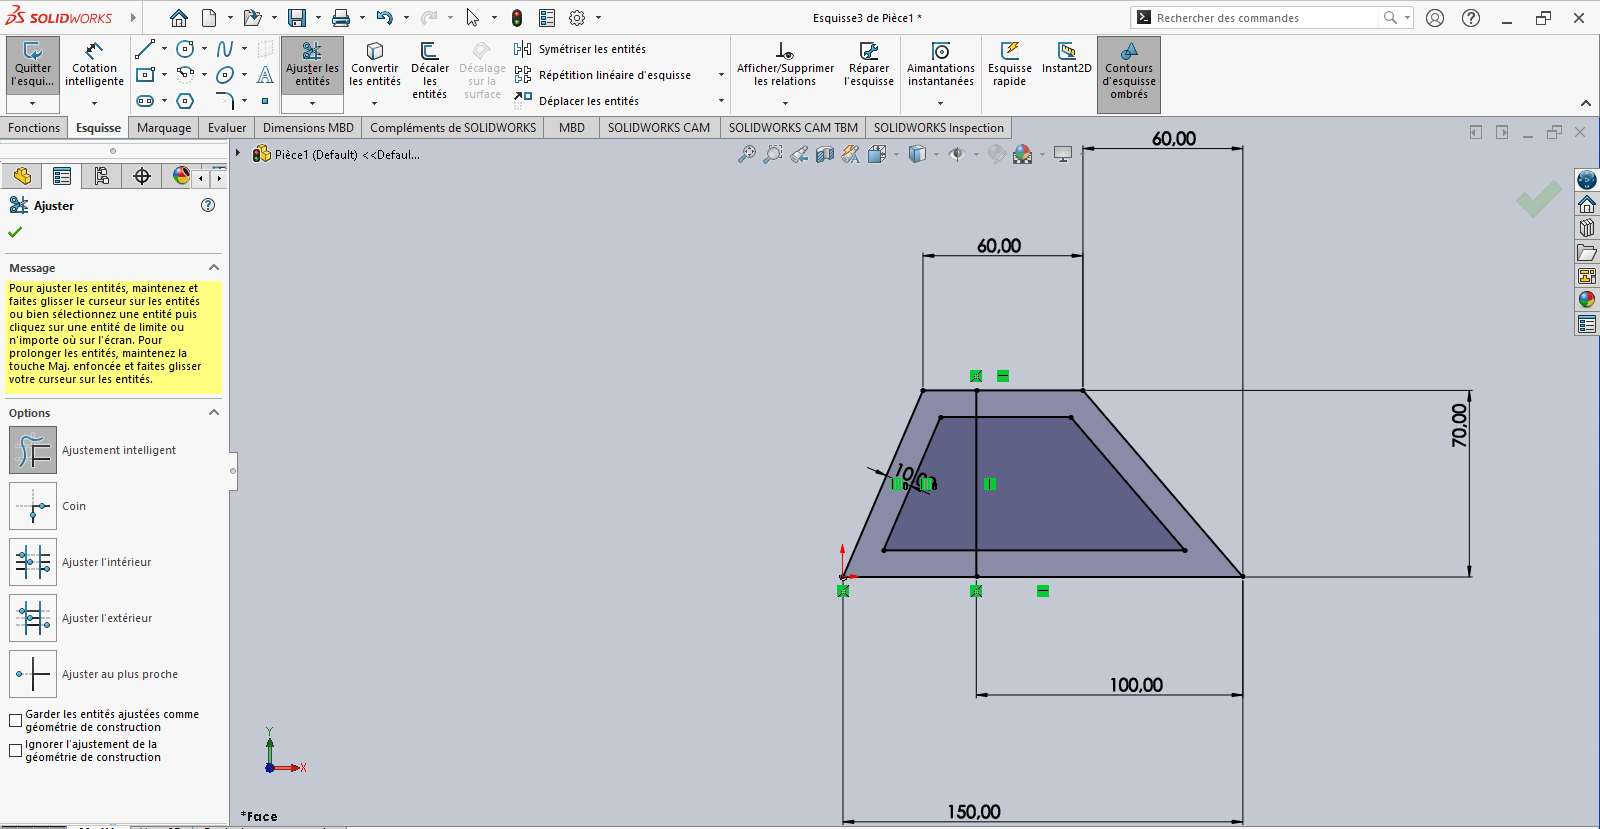 SOLIDWORKS
Esquisse3 de Pièce1 *
Rechercher des commandes
Quitter l'esqui...
Cotation intelligente
Ajuster les entités
Convertir les entités
Décaler les entités
Décalage sur la surface
Symétriser les entités
Répétition linéaire d'esquisse
Déplacer les entités
Afficher/Supprimer les relations
Réparer l'esquisse
Aimantations instantanées
Esquisse rapide
Instant2D
Contours d'esquisse ombrés
Fonctions
Esquisse
Marquage
Evaluer
Dimensions MBD
Compléments de SOLIDWORKS
MBD
SOLIDWORKS CAM
SOLIDWORKS CAM TBM
SOLIDWORKS Inspection
Pièce1 (Default) <<Defaul...
Ajuster
Message
Pour ajuster les entités, maintenez et
faites glisser le curseur sur les entités
ou bien sélectionnez une entité puis
cliquez sur une entité de limite ou
n'importe où sur l'écran. Pour
prolonger les entités, maintenez la
touche Maj. enfoncée et faites glisser
votre curseur sur les entités.
Options
Ajustement intelligent
Coin
Ajuster l'intérieur
Ajuster l'extérieur
Ajuster au plus proche
Garder les entités ajustées comme
géométrie de construction
Ignorer l'ajustement de la
géométrie de construction
60,00
60,00
70,00
100,00
150,00
Y
X
*Face